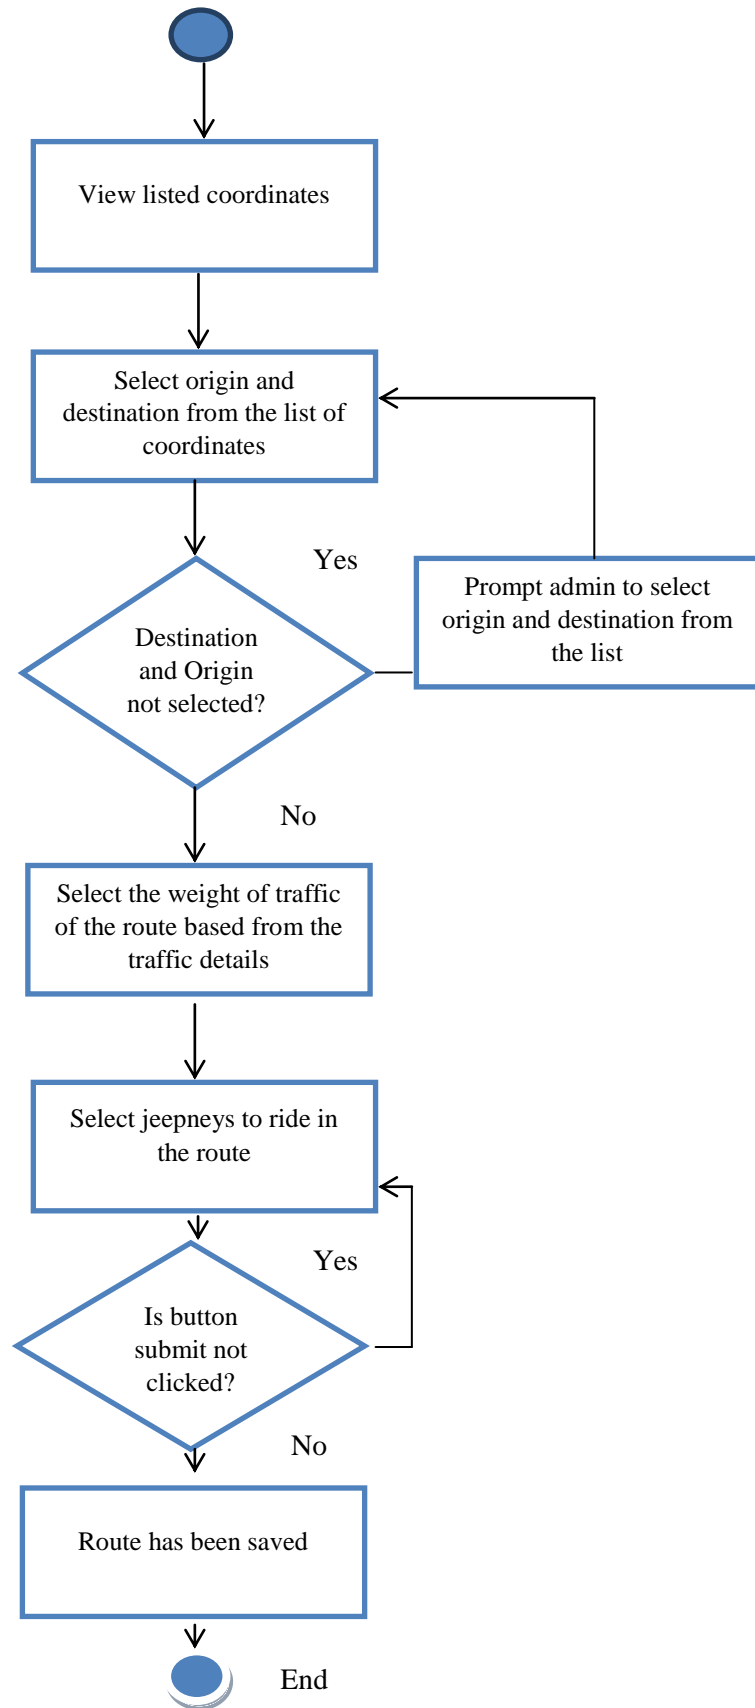 View listed coordinates
Select origin and
destination from the list of
coordinates
Yes
Prompt admin to select
origin and destination from
the list
Destination
and Origin
not selected?
No
Select the weight of traffic
of the route based from the
traffic details
Select jeepneys to ride in
the route
Yes
Is button
submit not
clicked?
No
Route has been saved
End